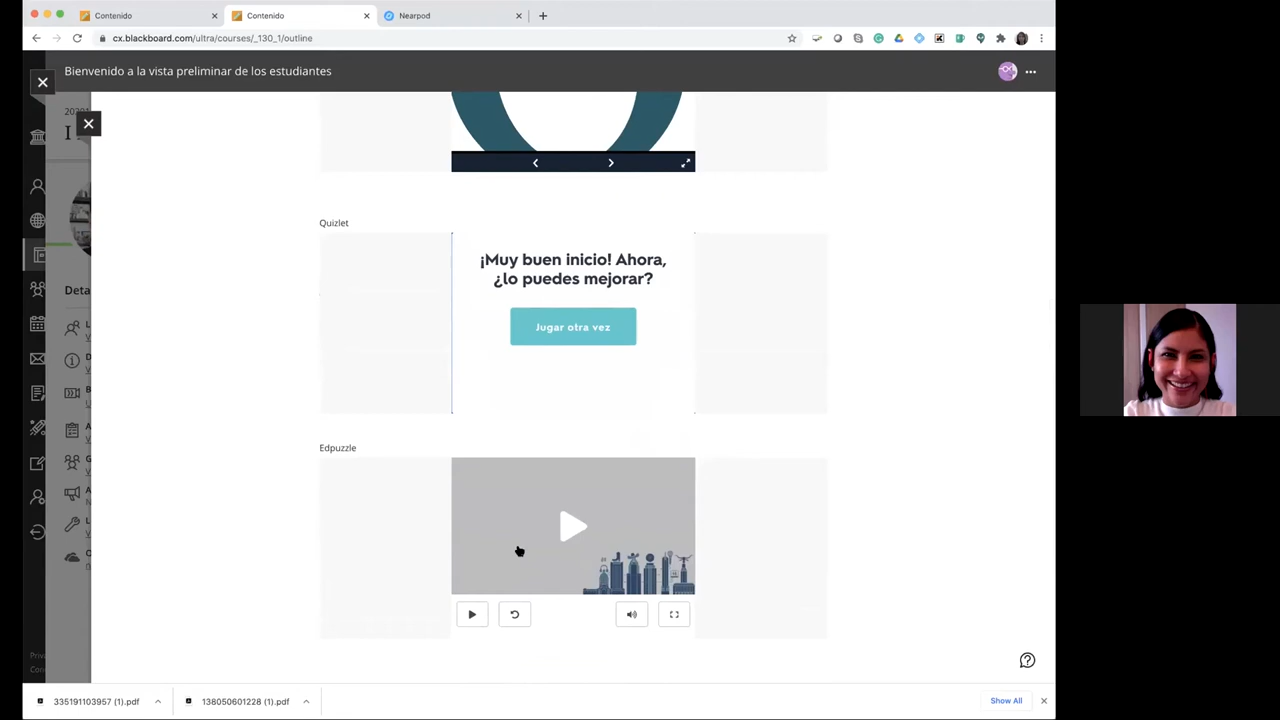 Contenido
Contenido
Nearpod
cx.blackboard.com/ultra/courses/_130_1/outline
Bienvenido a la vista preliminar de los estudiantes
I
Quizlet
¡Muy buen inicio! Ahora,
¿lo puedes mejorar?
Jugar otra vez
Deta
L
V
D
V
B
A
V
G
V
A
L
V
Edpuzzle
Priva
335191103957 (1).pdf
138050601228 (1).pdf
Show All